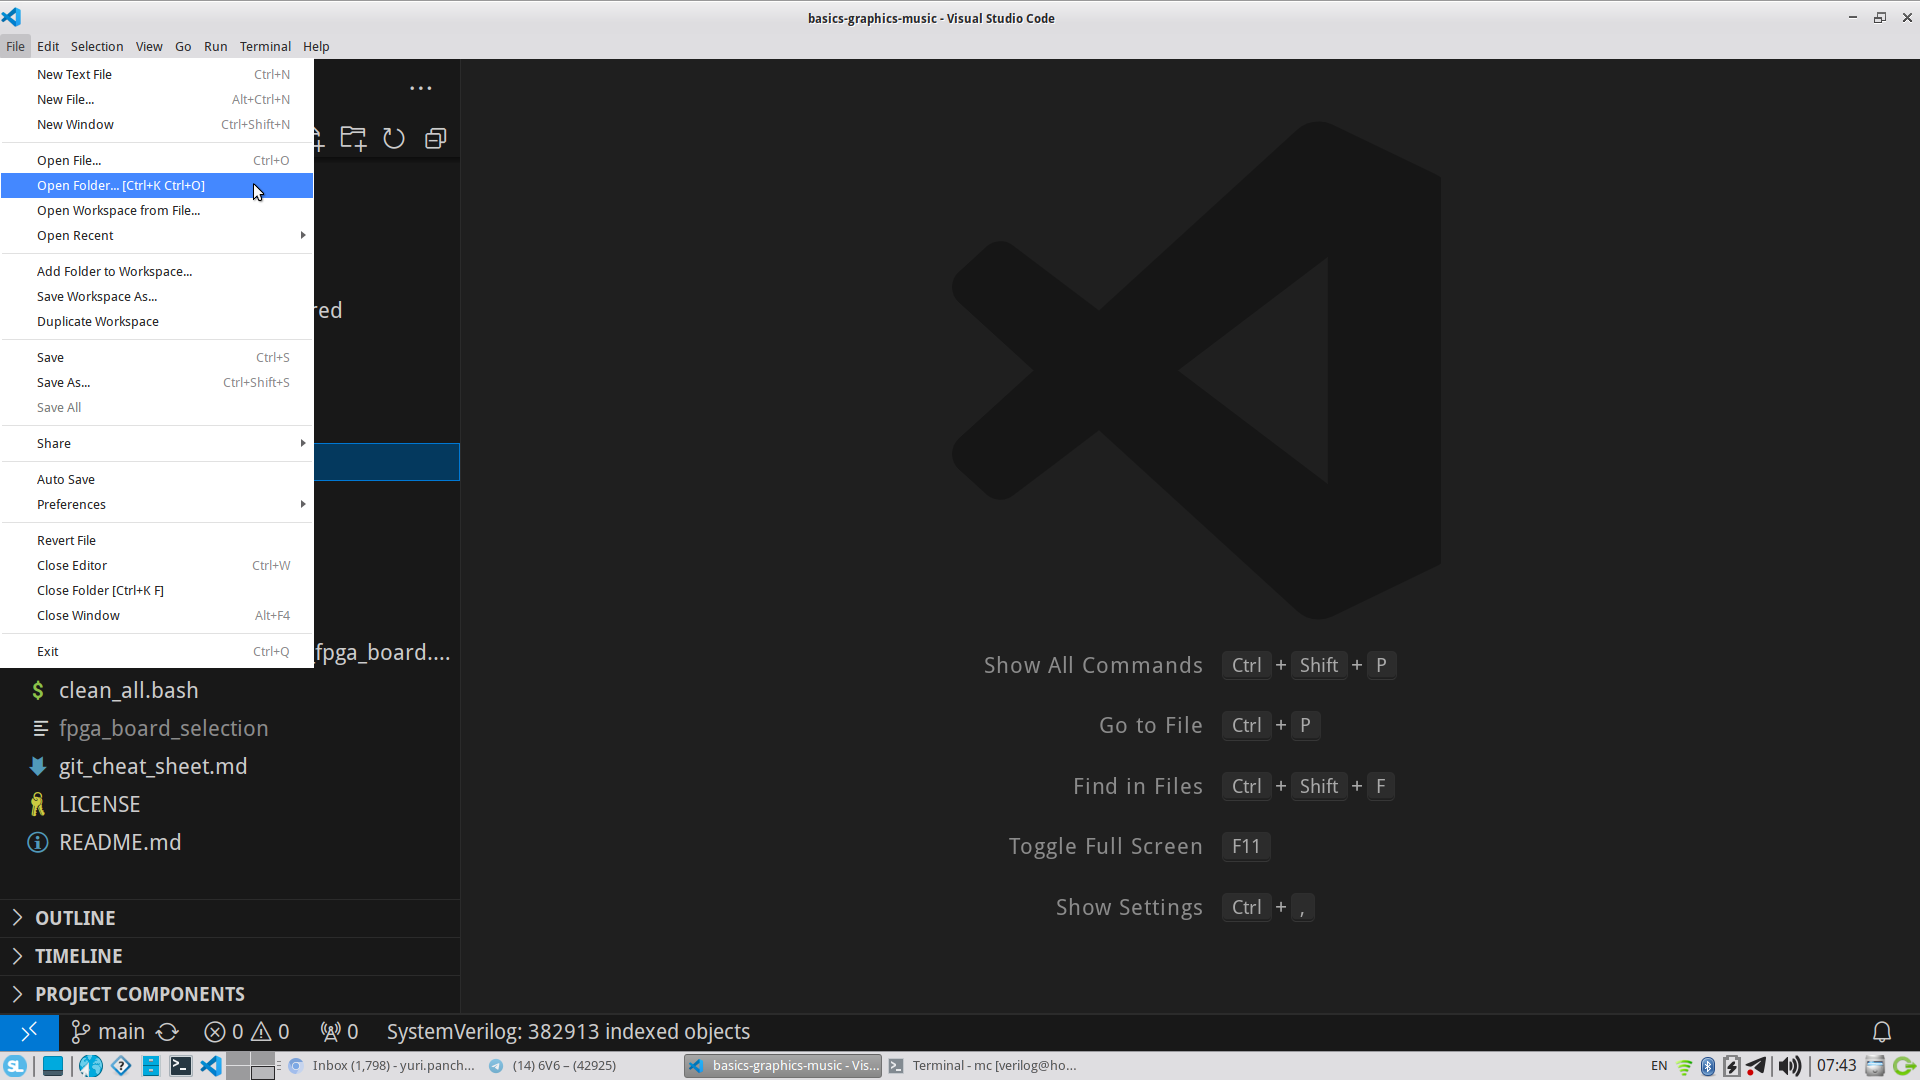 basics-graphics-music - Visual Studio Code
File Edit Selection View Go Run Terminal Help
New Text File Ctrl+N
New File... Alt+Ctrl+N
New Window Ctrl+Shift+N
Open File... Ctrl+O
Open Folder... [Ctrl+K Ctrl+O]
Open Workspace from File...
Open Recent
Add Folder to Workspace...
Save Workspace As...
Duplicate Workspace
Save Ctrl+S
Save As... Ctrl+Shift+S
Save All
Share
Auto Save
Preferences
Revert File
Close Editor Ctrl+W
Close Folder [Ctrl+K F]
Close Window Alt+F4
Exit Ctrl+Q
red
fpga_board....
clean_all.bash
fpga_board_selection
git_cheat_sheet.md
LICENSE
README.md
OUTLINE
TIMELINE
PROJECT COMPONENTS
Show All Commands Ctrl + Shift + P
Go to File Ctrl + P
Find in Files Ctrl + Shift + F
Toggle Full Screen F11
Show Settings Ctrl + ,
main 0 0 0 SystemVerilog: 382913 indexed objects
SL Inbox (1,798) - yuri.panch... (14) 6V6 – (42925) basics-graphics-music - Vis... Terminal - mc [verilog@ho... EN 07:43